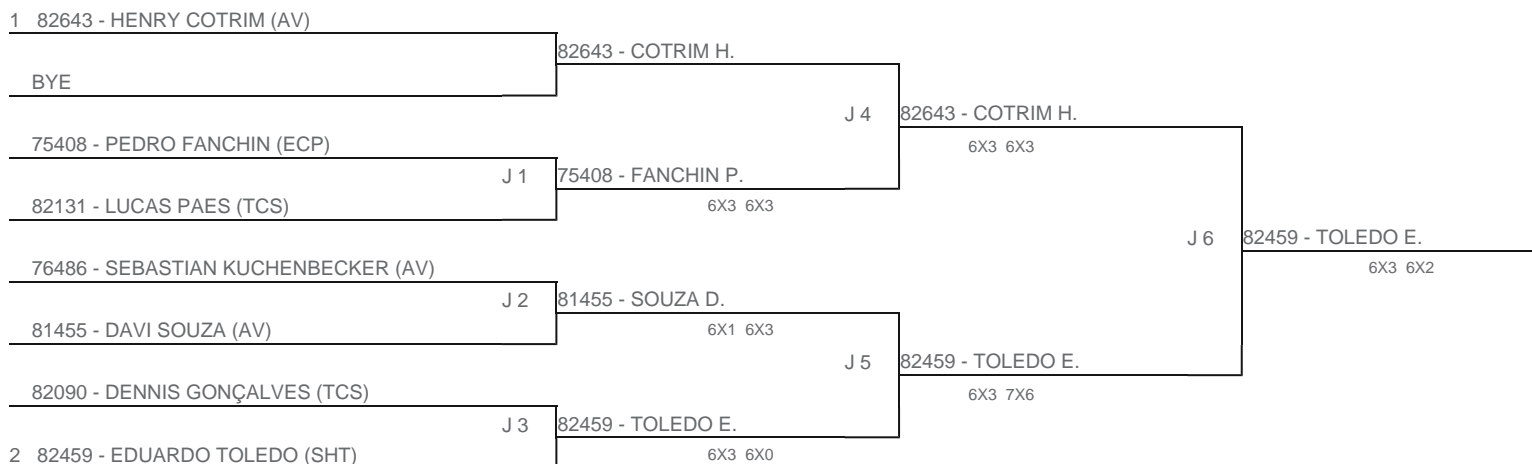 1 82643 - HENRY COTRIM (AV)
82643 - COTRIM H.
BYE
J 4
82643 - COTRIM H.
6X3 6X3
75408 - PEDRO FANCHIN (ECP)
J 1
75408 - FANCHIN P.
6X3 6X3
82131 - LUCAS PAES (TCS)
J 6
82459 - TOLEDO E.
6X3 6X2
76486 - SEBASTIAN KUCHENBECKER (AV)
J 2
81455 - SOUZA D.
6X1 6X3
81455 - DAVI SOUZA (AV)
J 5
82459 - TOLEDO E.
6X3 7X6
82090 - DENNIS GONÇALVES (TCS)
J 3
82459 - TOLEDO E.
6X3 6X0
2 82459 - EDUARDO TOLEDO (SHT)